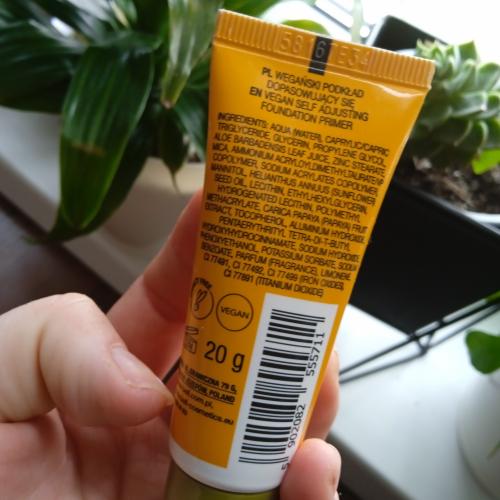 PL WEGAŃSKI PODKŁAD
DOPASOWUJĄCY SIĘ
EN VEGAN SELF ADJUSTING
FOUNDATION PRIMER
INGREDIENTS: AQUA (WATER), CAPRYLIC/CAPRIC
TRIGLYCERIDE, GLYCERIN, PROPYLENE GLYCOL,
ALOE BARBADENSIS LEAF JUICE, ZINC STEARATE,
MICA, AMMONIUM ACRYLOYLDIMETHYLTAURATE/VP
COPOLYMER, SODIUM ACRYLATES COPOLYMER,
MANNITOL, HELIANTHUS ANNUUS (SUNFLOWER)
SEED OIL, LECITHIN, ETHYLHEXYLGLYCERIN,
HYDROGENATED LECITHIN, POLYMETHYL
METHACRYLATE, CARICA PAPAYA (PAPAYA) FRUIT
EXTRACT, TOCOPHEROL, ALUMINUM HYDROXIDE,
PENTAERYTHRITYL TETRA-DI-T-BUTYL
HYDROXYHYDROCINNAMATE, SODIUM HYDROXIDE,
PHENOXYETHANOL, POTASSIUM SORBATE, SODIUM
BENZOATE, PARFUM (FRAGRANCE), LIMONENE
CI 77491, CI 77492, CI 77499 (IRON OXIDES),
CI 77891 (TITANIUM DIOXIDE)
VEGAN
20 g
79 G,
POLAND
5 902082 555711